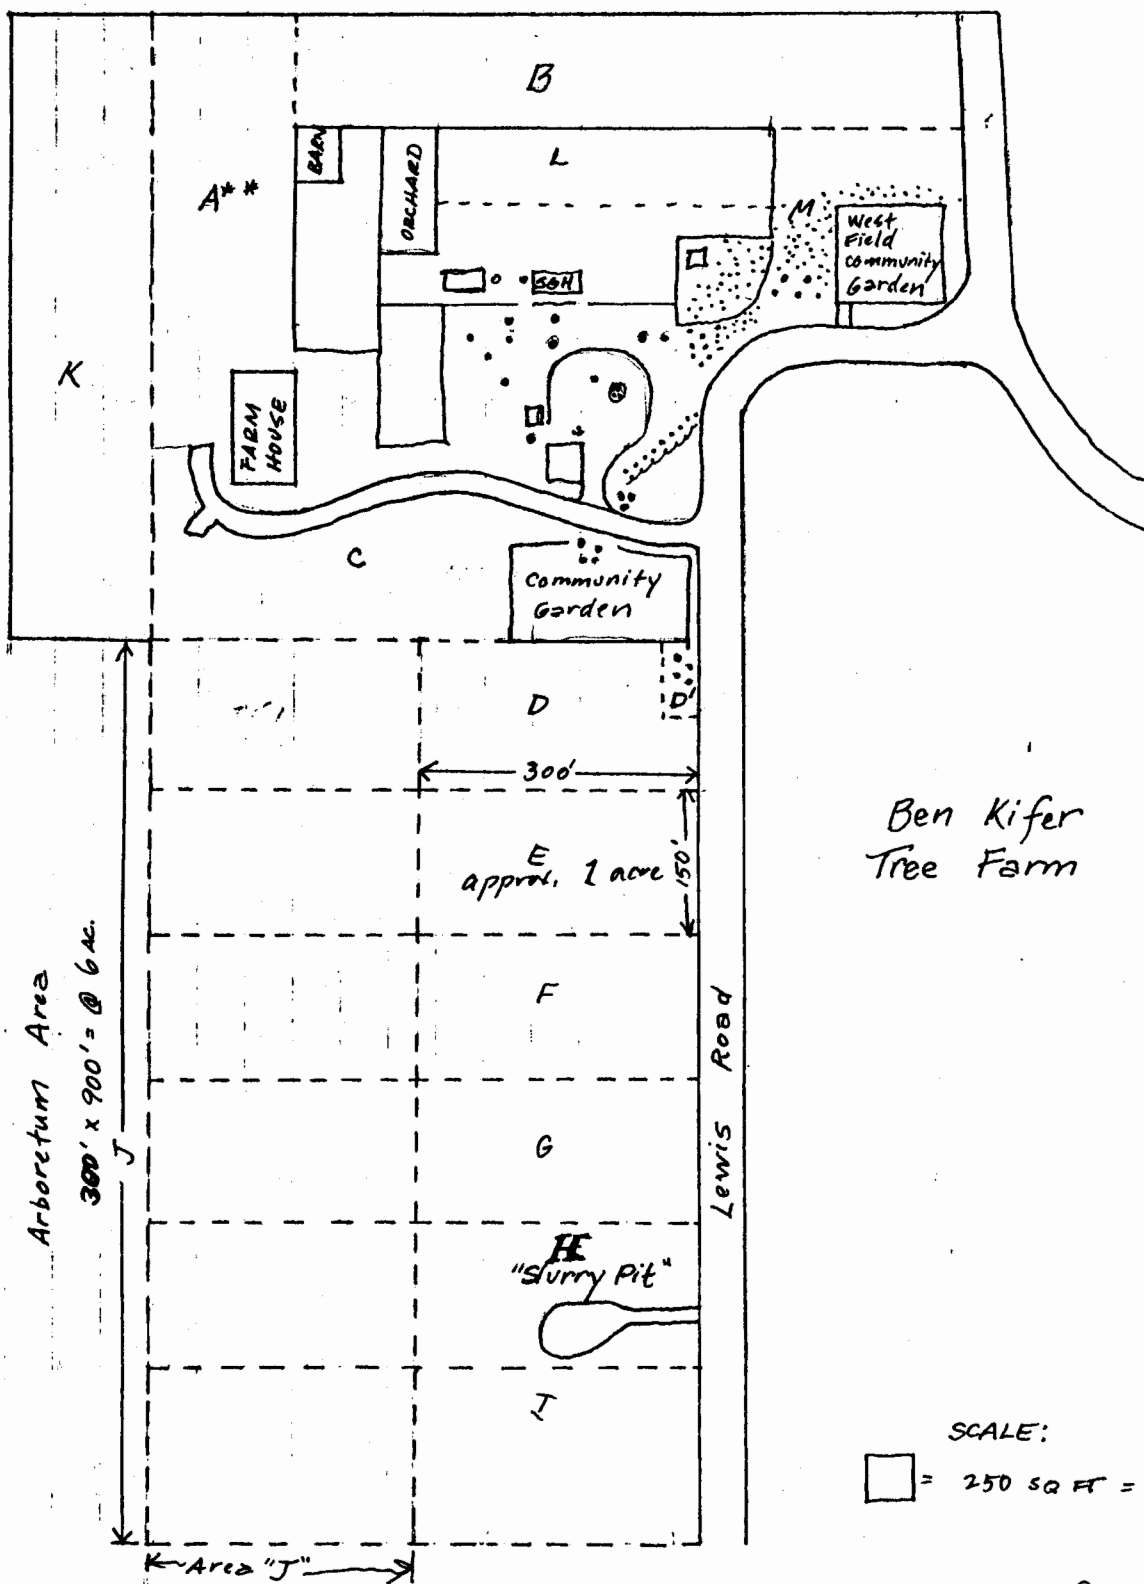 B
BARN
ORCHARD
L
A**
M
West
Field
Community
Garden
SGH
K
FARM
HOUSE
C
Community
Garden
D
D'
300'
E
approx. 1 acre
150'
Ben Kifer
Tree Farm
F
Arboretum Area
300' x 900' = @ 6 AC.
J
Lewis Road
G
H
"Slurry Pit"
I
SCALE:
= 250 SQ FT =
Area "J"